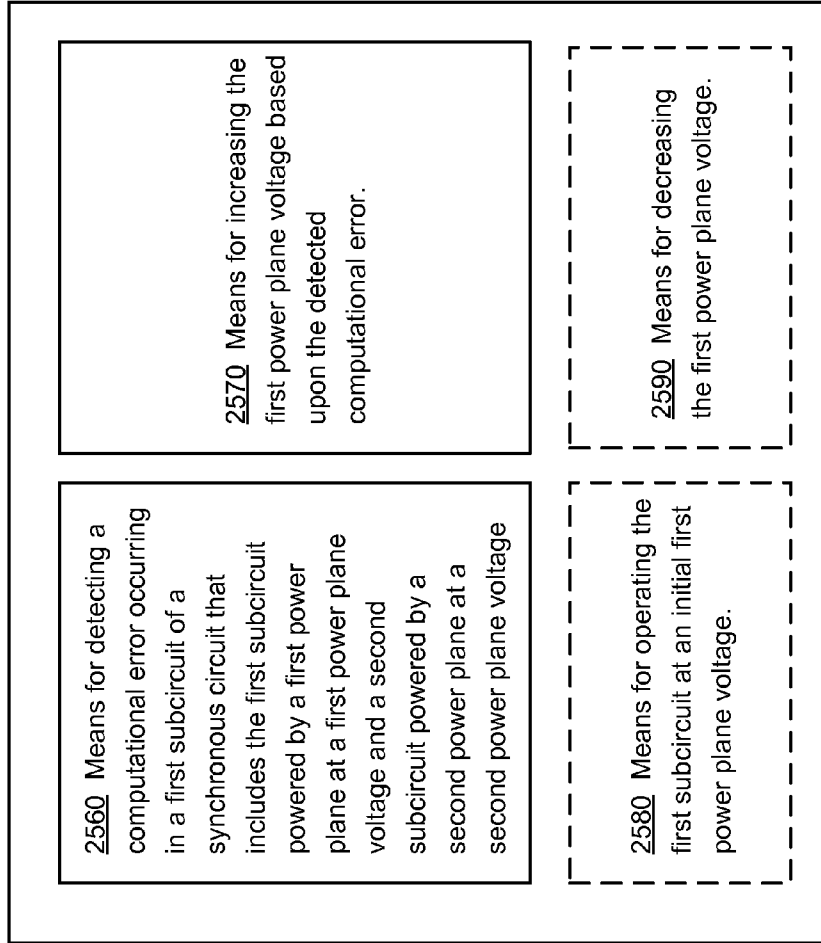 2560 Means for detecting a
computational error occurring
in a first subcircuit of a
synchronous circuit that
includes the first subcircuit
powered by a first power
plane at a first power plane
voltage and a second
subcircuit powered by a
second power plane at a
second power plane voltage
2570 Means for increasing the
first power plane voltage based
upon the detected
computational error.
2580 Means for operating the
first subcircuit at an initial first
power plane voltage.
2590 Means for decreasing
the first power plane voltage.